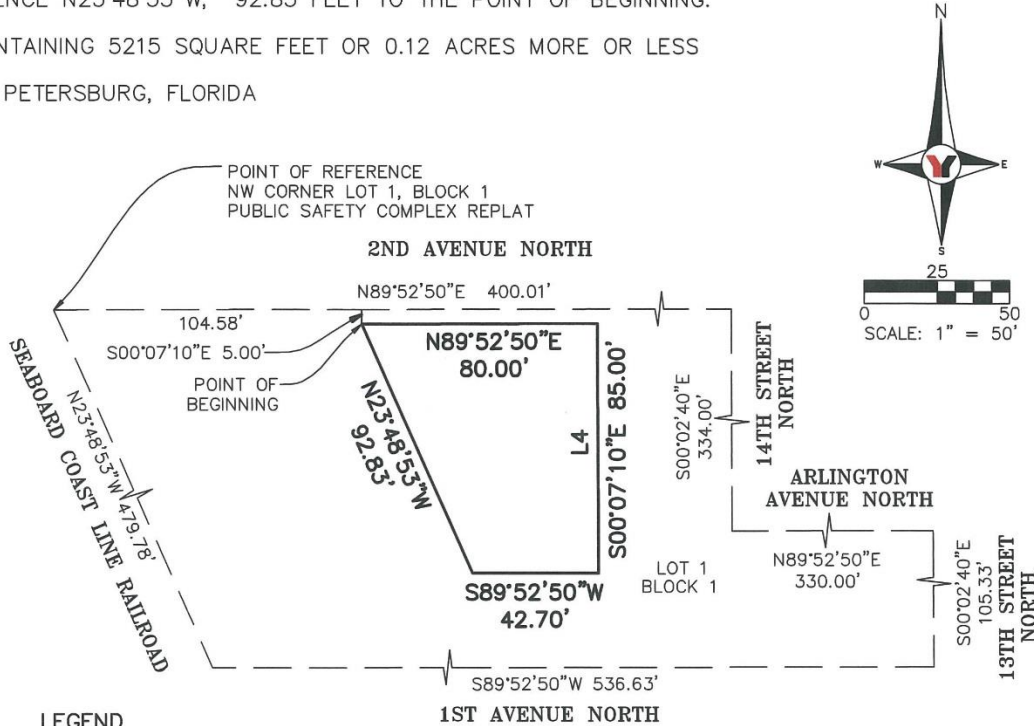 N23°48'53"W, 92.83 FEET TO THE POINT OF BEGINNING.
5215 SQUARE FEET OR 0.12 ACRES MORE OR LESS
PETERSBURG, FLORIDA
N
W
E
Y
S
25
0
50
SCALE: 1" = 50'
POINT OF REFERENCE
NW CORNER LOT 1, BLOCK 1
PUBLIC SAFETY COMPLEX REPLAT
2ND AVENUE NORTH
N89°52'50"E 400.01'
104.58'
S00°07'10"E 5.00'
POINT OF
BEGINNING
N89°52'50"E
80.00'
N23°48'53"W
92.83'
L4
S00°07'10"E 85.00'
S89°52'50"W
42.70'
SEABOARD COAST LINE RAILROAD
N23°48'53"W 479.78'
S00°02'40"E
334.00'
14TH STREET
NORTH
ARLINGTON
AVENUE NORTH
N89°52'50"E
330.00'
LOT 1
BLOCK 1
S00°02'40"E
105.33'
13TH STREET
NORTH
S89°52'50"W 536.63'
1ST AVENUE NORTH
LEGEND